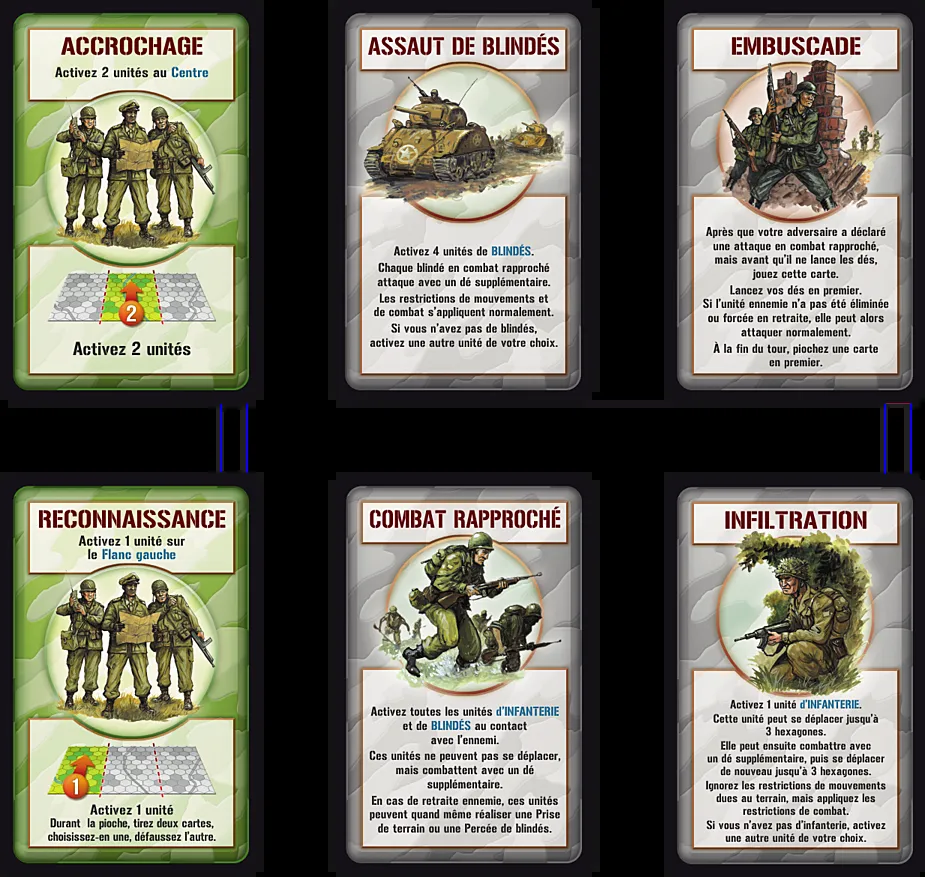 ACCROCHAGE
Activez 2 unités au Centre
2
Activez 2 unités
ASSAUT DE BLINDÉS
Activez 4 unités de BLINDÉS.
Chaque blindé en combat rapproché
attaque avec un dé supplémentaire.
Les restrictions de mouvements et
de combat s'appliquent normalement.
Si vous n'avez pas de blindés,
activez une autre unité de votre choix.
EMBUSCADE
Après que votre adversaire a déclaré
une attaque en combat rapproché,
mais avant qu'il ne lance les dés,
jouez cette carte.
Lancez vos dés en premier.
Si l'unité ennemie n'a pas été éliminée
ou forcée en retraite, elle peut alors
attaquer normalement.
À la fin du tour, piochez une carte
en premier.
RECONNAISSANCE
Activez 1 unité sur
le Flanc gauche
1
Activez 1 unité
Durant la pioche, tirez deux cartes,
choisissez-en une, défaussez l'autre.
COMBAT RAPPROCHÉ
Activez toutes les unités d'INFANTERIE
et de BLINDÉS au contact
avec l'ennemi.
Ces unités ne peuvent pas se déplacer,
mais combattent avec un dé
supplémentaire.
En cas de retraite ennemie, ces unités
peuvent quand même réaliser une Prise
de terrain ou une Percée de blindés.
INFILTRATION
Activez 1 unité d'INFANTERIE.
Cette unité peut se déplacer jusqu'à
3 hexagones.
Elle peut ensuite combattre avec
un dé supplémentaire, puis se déplacer
de nouveau jusqu'à 3 hexagones.
Ignorez les restrictions de mouvements
dues au terrain, mais appliquez les
restrictions de combat.
Si vous n'avez pas d'infanterie, activez
une autre unité de votre choix.